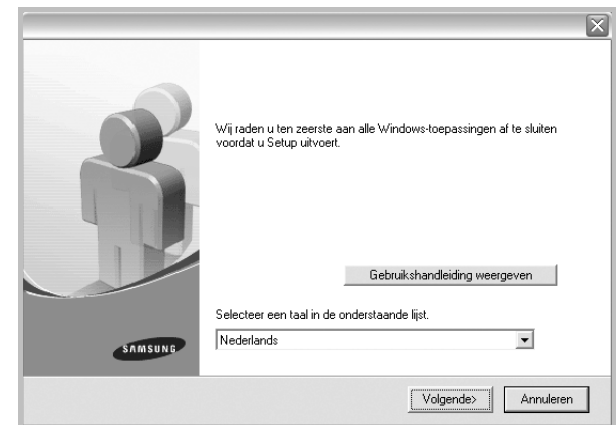 Wij raden u ten zeerste aan alle Windows-toepassingen af te sluiten
voordat u Setup uitvoert.
Gebruikshandleiding weergeven
Selecteer een taal in de onderstaande lijst.
Nederlands
SAMSUNG
Volgende>
Annuleren